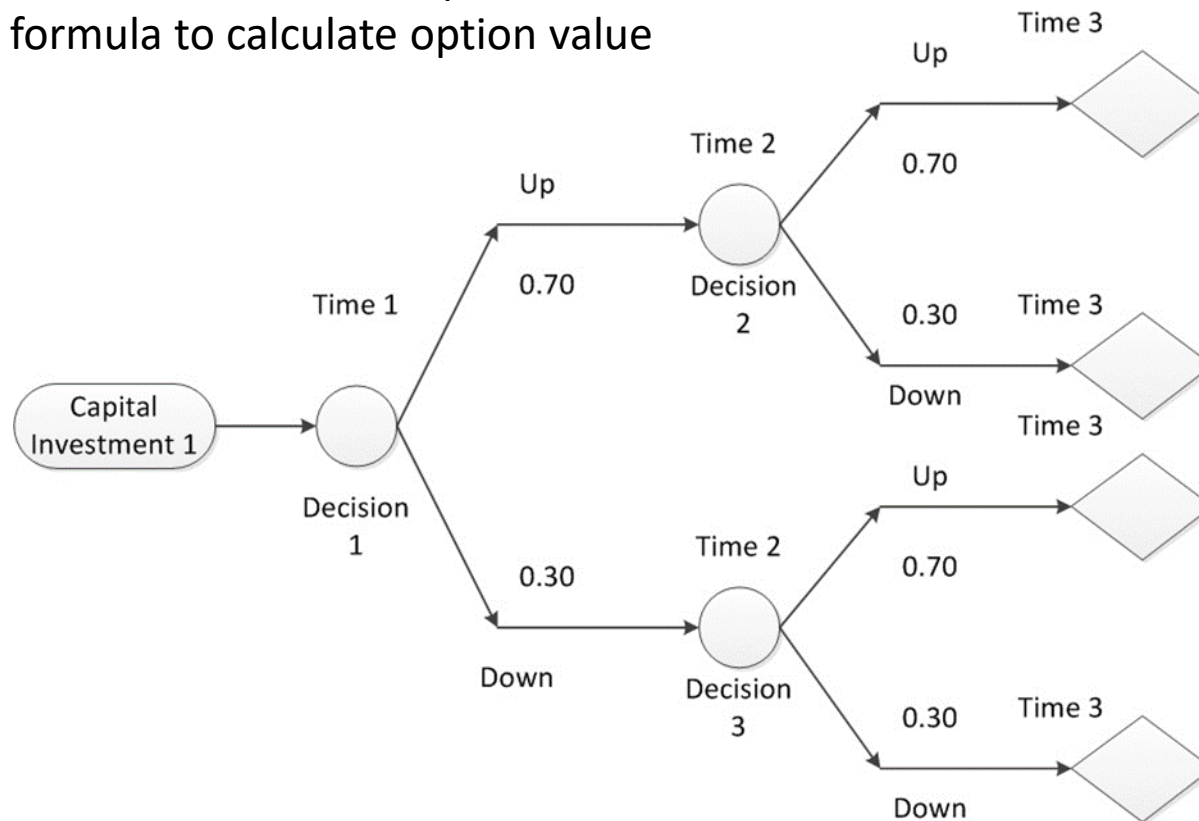 formula to calculate option value
Time 3
Up
0.70
Time 2
Up
0.70
Decision
2
Time 1
0.30
Time 3
Down
Capital
Investment 1
Time 3
Decision
1
Up
0.70
Time 2
0.30
Down
Decision
3
0.30
Time 3
Down